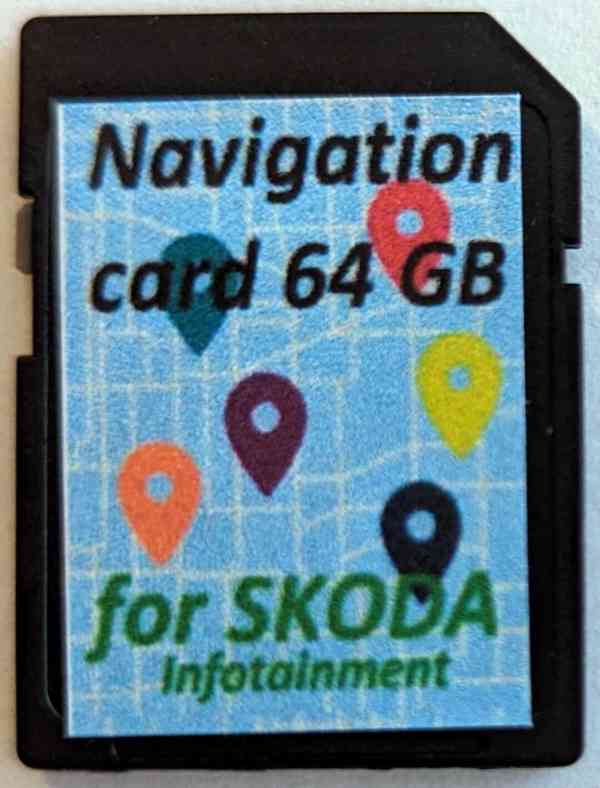 Navigation
card 64 GB
for SKODA
Infotainment